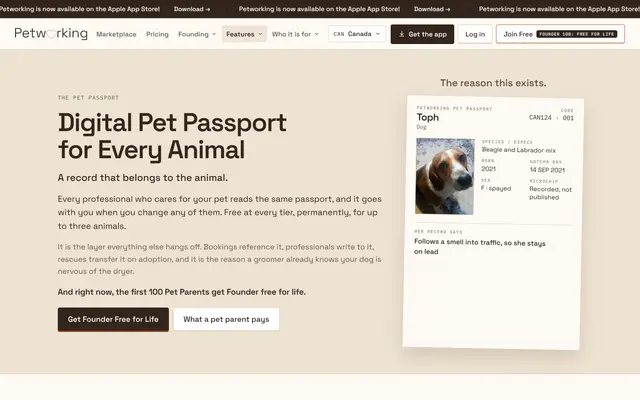 Petworking is now available on the Apple App Store! Download → Petworking is now available on the Apple App Store! Download → Petworking is now available on the Apple App Store!
Petworking Marketplace Pricing Founding Features Who it is for CAN Canada Get the app Log in Join Free FOUNDER 100: FREE FOR LIFE
The reason this exists.
THE PET PASSPORT
Digital Pet Passport
for Every Animal
A record that belongs to the animal.
Every professional who cares for your pet reads the same passport, and it goes
with you when you change any of them. Free at every tier, permanently, for up
to three animals.
It is the layer everything else hangs off. Bookings reference it, professionals write to it,
rescues transfer it on adoption, and it is the reason a groomer already knows your dog is
nervous of the dryer.
And right now, the first 100 Pet Parents get Founder free for life.
Get Founder Free for Life
What a pet parent pays
PETWORKING PET PASSPORT
Toph
Dog
CODE
CAN124 · 001
SPECIES / BREED
Beagle and Labrador mix
BORN
2021
GOTCHA DAY
14 SEP 2021
SEX
F · spayed
MICROCHIP
Recorded, not
published
HER RECORD SAYS
Follows a smell into traffic, so she stays
on lead